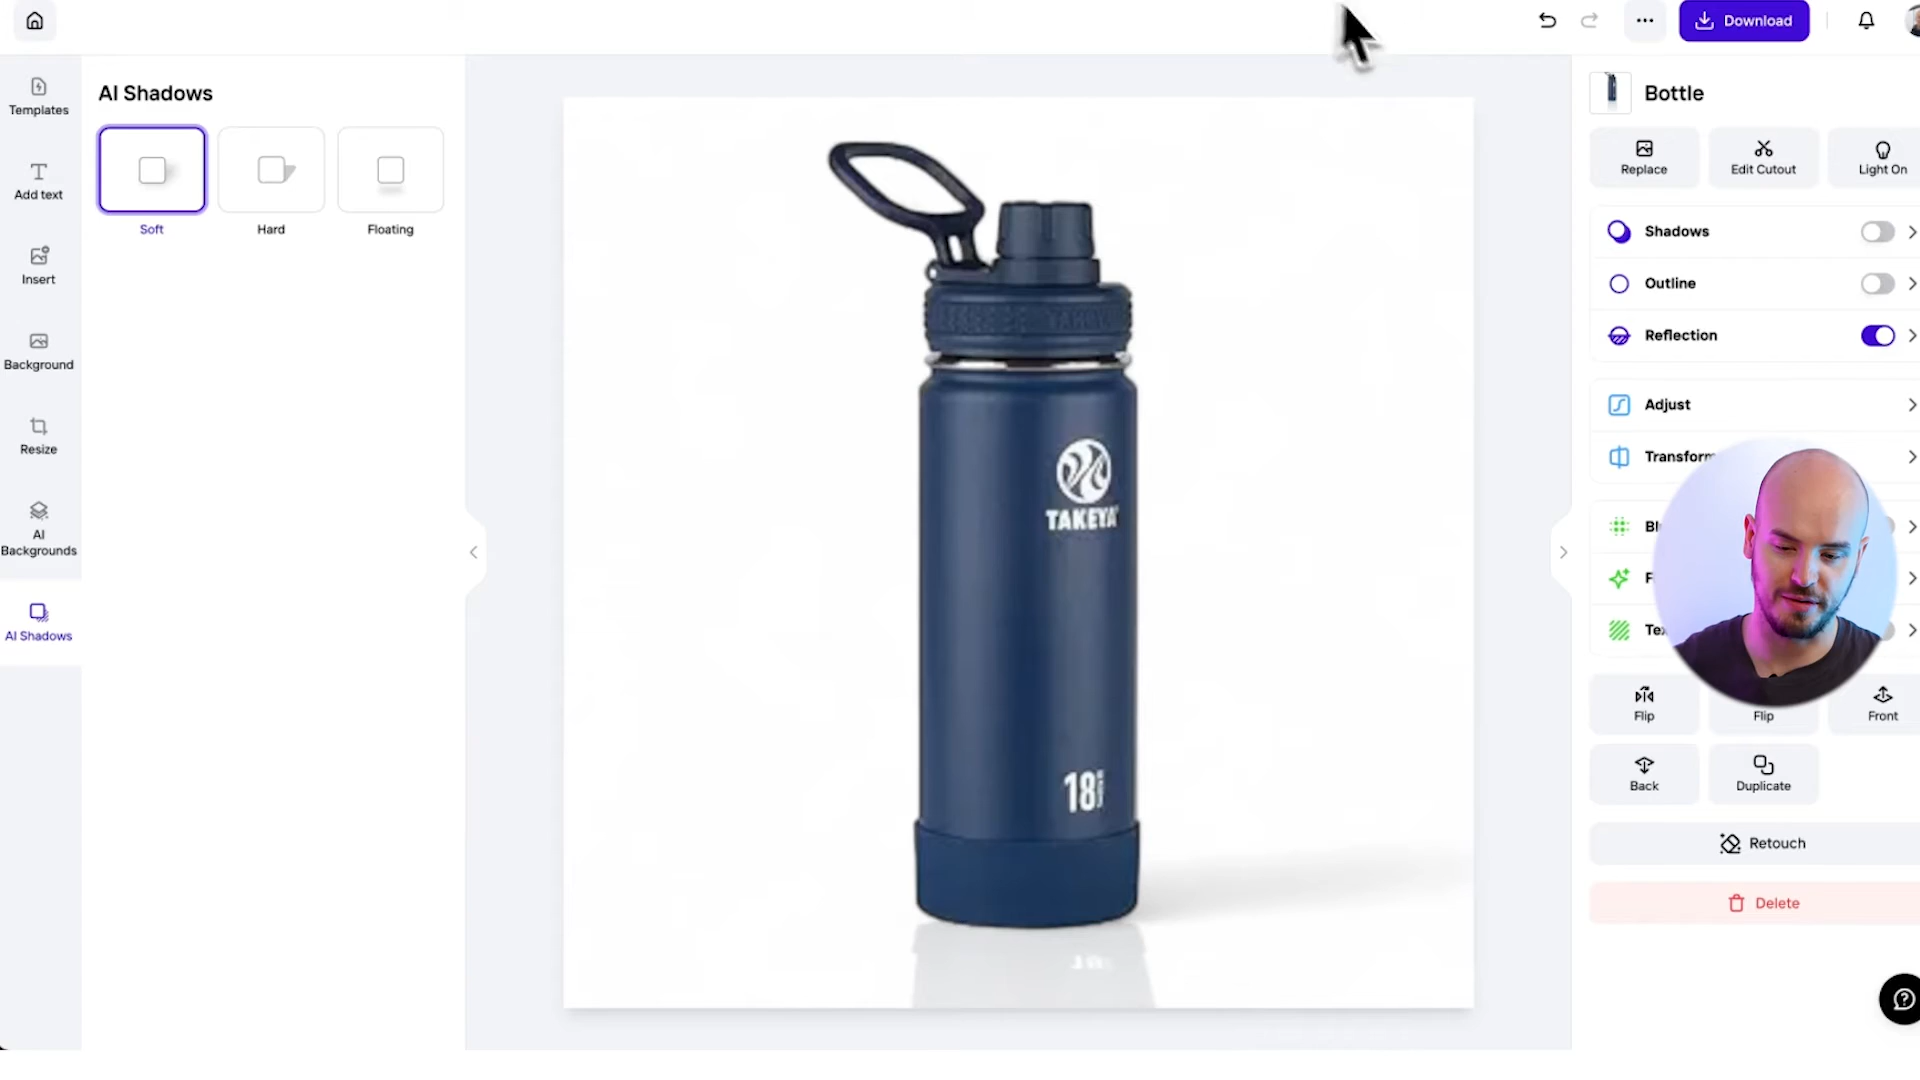 Download
Templates
Add text
Insert
Background
Resize
AI
Backgrounds
AI Shadows
AI Shadows
Soft
Hard
Floating
TAKEYA
18
Bottle
Replace
Edit Cutout
Light On
Shadows
Outline
Reflection
Adjust
Transform
Flip
Flip
Front
Back
Duplicate
Retouch
Delete